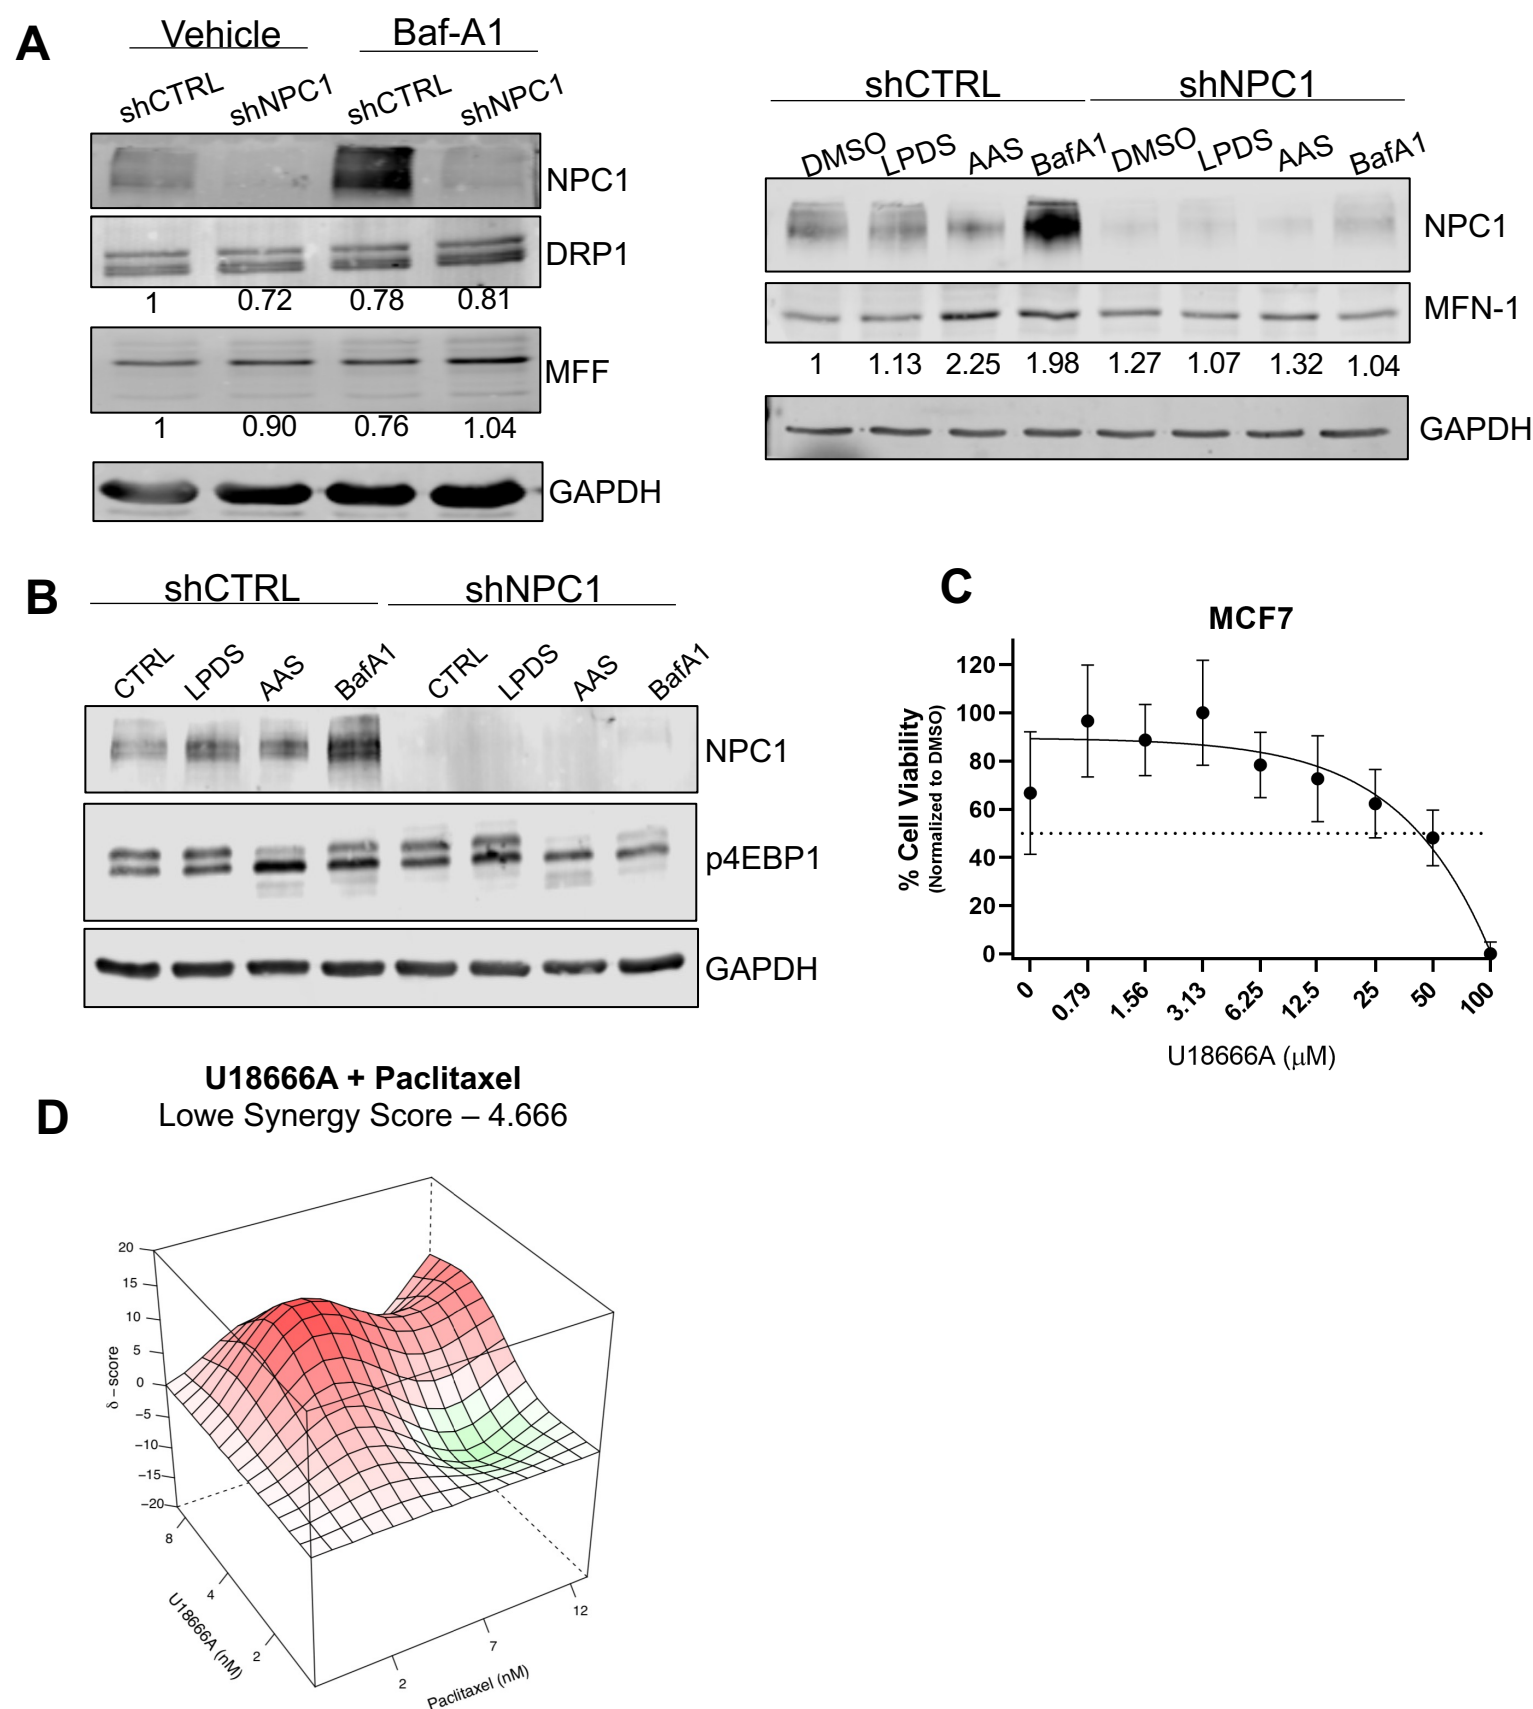 A
Vehicle Baf-A1
shCTRL shNPC1 shCTRL shNPC1
NPC1
DRP1
1 0.72 0.78 0.81
MFF
1 0.90 0.76 1.04
GAPDH
shCTRL shNPC1
DMSO LPDS AAS BafA1 DMSO LPDS AAS BafA1
NPC1
MFN-1
1 1.13 2.25 1.98 1.27 1.07 1.32 1.04
GAPDH
B
shCTRL shNPC1
CTRL LPDS AAS BafA1 CTRL LPDS AAS BafA1
NPC1
p4EBP1
GAPDH
C
MCF7
% Cell Viability
(Normalized to DMSO)
120
100
80
60
40
20
0
0 0.79 1.56 3.13 6.25 12.5 25 50 100
U18666A (μM)
D
U18666A + Paclitaxel
Lowe Synergy Score – 4.666
δ – score
20
15
10
5
0
−5
−10
−15
−20
8
4
2
U18666A (nM)
2
7
12
Paclitaxel (nM)